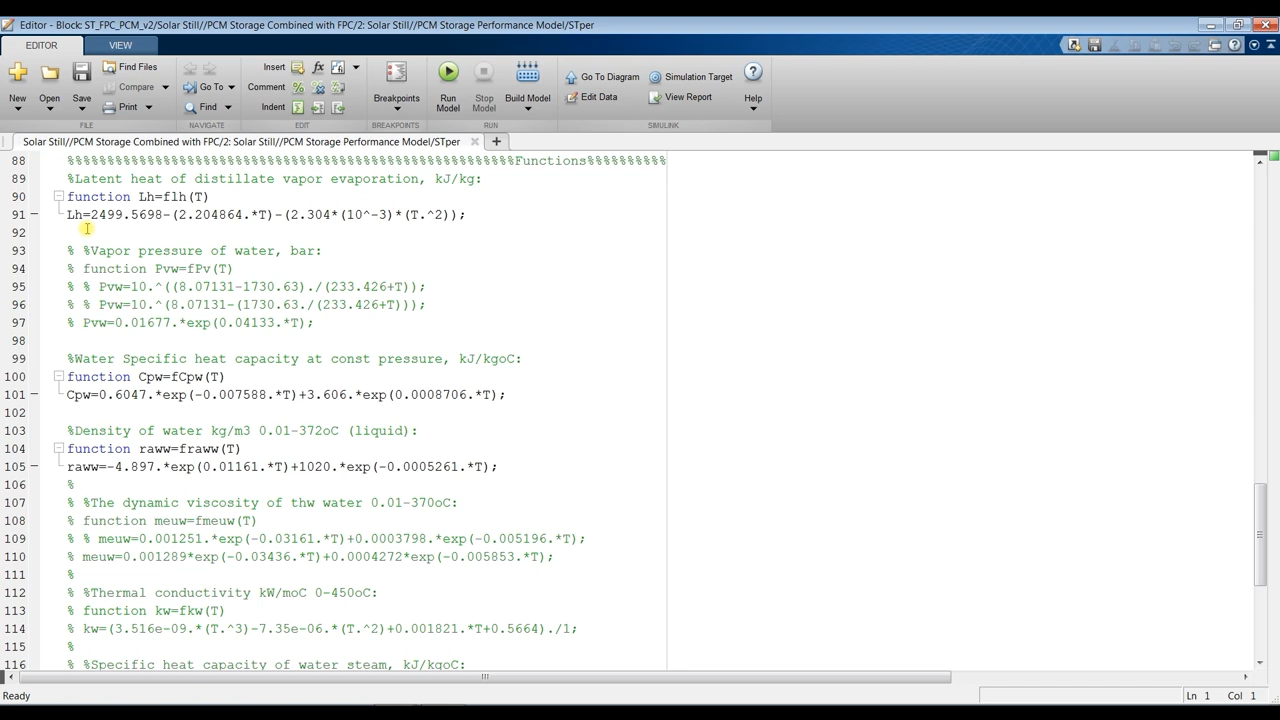 Editor - Block: ST_FPC_PCM_v2/Solar Still//PCM Storage Combined with FPC/2: Solar Still//PCM Storage Performance Model/STper
EDITOR VIEW
New Open Save Find Files Compare Print Insert Comment Indent Go To Find Breakpoints Run Model Stop Model Build Model Go To Diagram Edit Data Simulation Target View Report Help
FILE NAVIGATE EDIT BREAKPOINTS RUN SIMULINK
Solar Still//PCM Storage Combined with FPC/2: Solar Still//PCM Storage Performance Model/STper
88 %%%%%%%%%%%%%%%%%%%%%%%%%%%%%%%%%%%%%%%%%%%%%%%%%%%%%%%%Functions%%%%%%%%%%
89 %Latent heat of distillate vapor evaporation, kJ/kg:
90 function Lh=flh(T)
91 Lh=2499.5698-(2.204864.*T)-(2.304*(10^-3)*(T.^2));
92
93 % %Vapor pressure of water, bar:
94 % function Pvw=fPv(T)
95 % % Pvw=10.^((8.07131-1730.63)./(233.426+T));
96 % Pvw=10.^(8.07131-(1730.63./(233.426+T)));
97 % Pvw=0.01677.*exp(0.04133.*T);
98
99 %Water Specific heat capacity at const pressure, kJ/kgoC:
100 function Cpw=fCpw(T)
101 Cpw=0.6047.*exp(-0.007588.*T)+3.606.*exp(0.0008706.*T);
102
103 %Density of water kg/m3 0.01-372oC (liquid):
104 function raww=fraww(T)
105 raww=-4.897.*exp(0.01161.*T)+1020.*exp(-0.0005261.*T);
106 %
107 % %The dynamic viscosity of thw water 0.01-370oC:
108 % function meuw=fmeuw(T)
109 % % meuw=0.001251.*exp(-0.03161.*T)+0.0003798.*exp(-0.005196.*T);
110 % meuw=0.001289*exp(-0.03436.*T)+0.0004272*exp(-0.005853.*T);
111 %
112 % %Thermal conductivity kW/moC 0-450oC:
113 % function kw=fkw(T)
114 % kw=(3.516e-09.*(T.^3)-7.35e-06.*(T.^2)+0.001821.*T+0.5664)./1;
115 %
116 % %Specific heat capacity of water steam, kJ/kgoC:
Ready Ln 1 Col 1